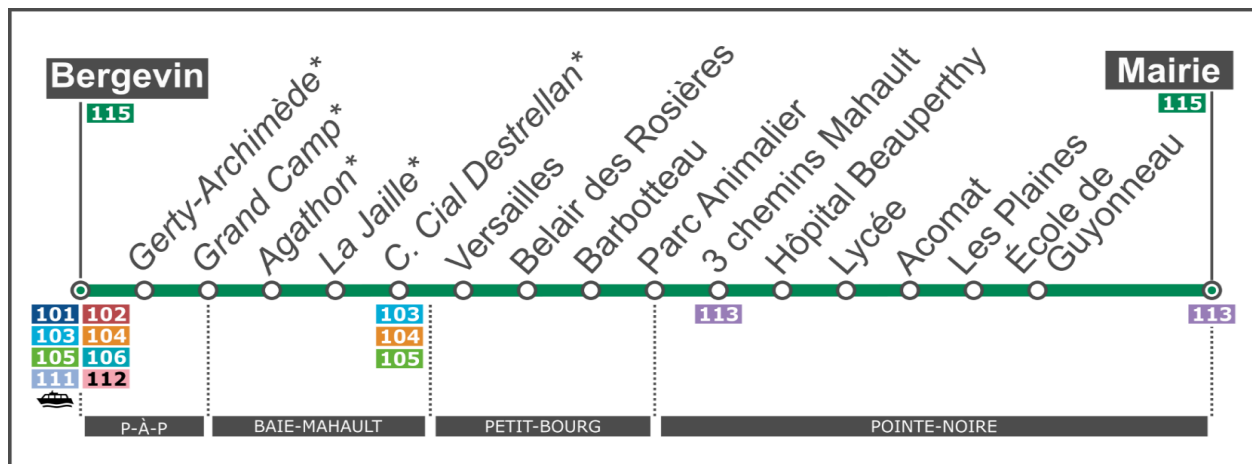 Bergevin
115
Gerty-Archimède*
Grand Camp*
Agathon*
La Jaille*
C. Cial Destrellan*
Versailles
Belair des Rosières
Barbotteau
Parc Animalier
3 chemins Mahault
Hôpital Beauperthy
Lycée
Acomat
Les Plaines
École de
Guyonneau
Mairie
115
101 102
103 104
105 106
111 112
103
104
105
113
113
P-À-P
BAIE-MAHAULT
PETIT-BOURG
POINTE-NOIRE